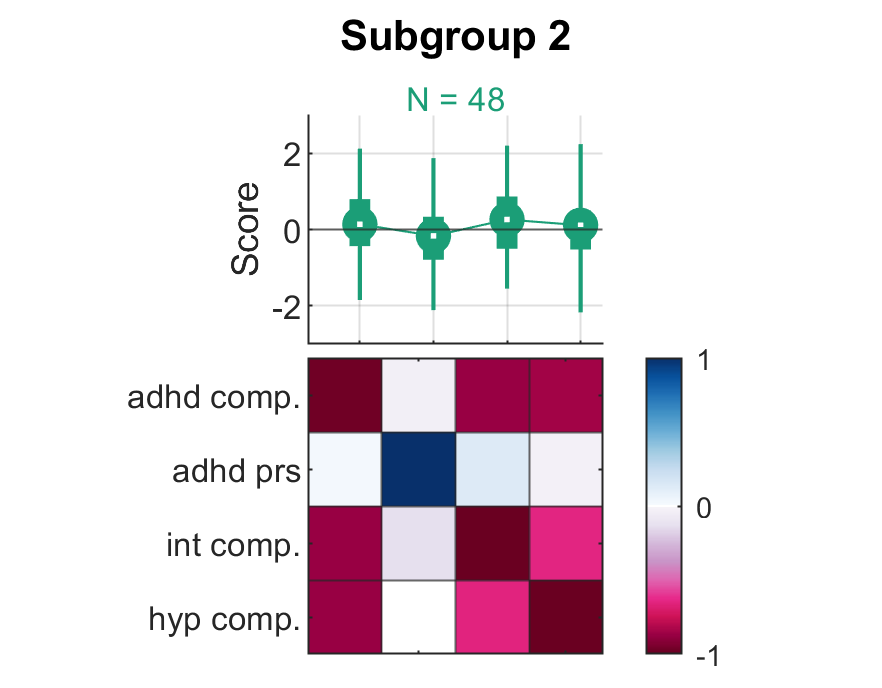 Subgroup 2
N = 48
Score
2
0
-2
adhd comp.
adhd prs
int comp.
hyp comp.
1
0
-1